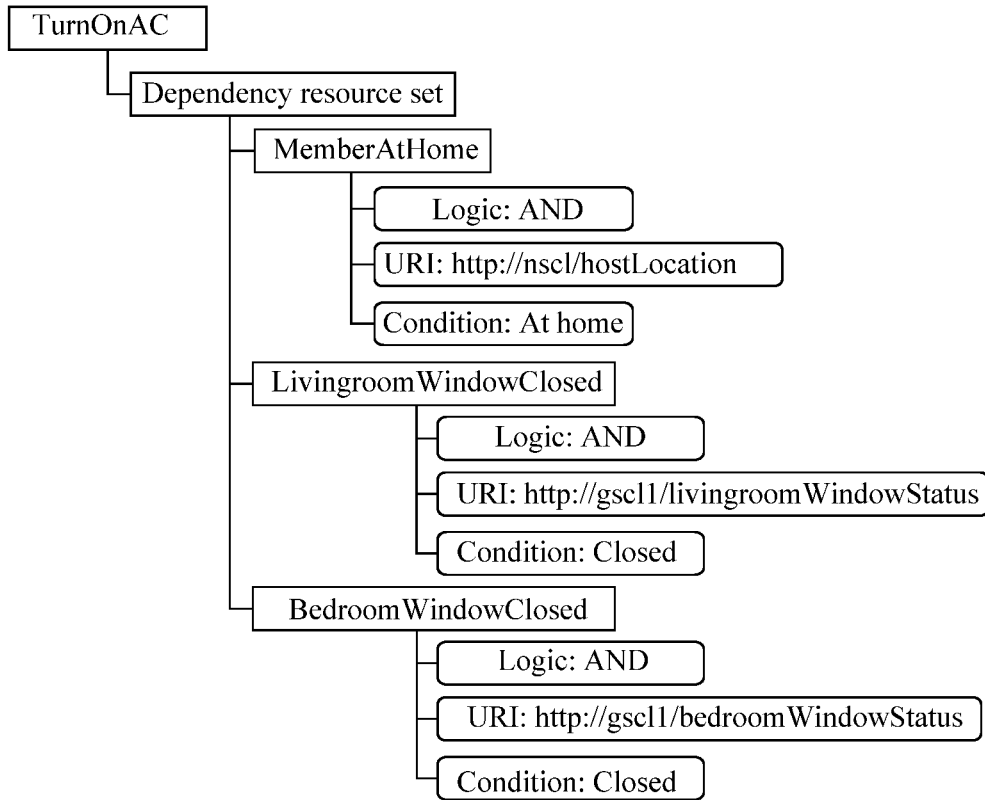 TurnOnAC
Dependency resource set
MemberAtHome
Logic: AND
URI: http://nscl/hostLocation
Condition: At home
LivingroomWindowClosed
Logic: AND
URI: http://gscl1/livingroomWindowStatus
Condition: Closed
BedroomWindowClosed
Logic: AND
URI: http://gscl1/bedroomWindowStatus
Condition: Closed